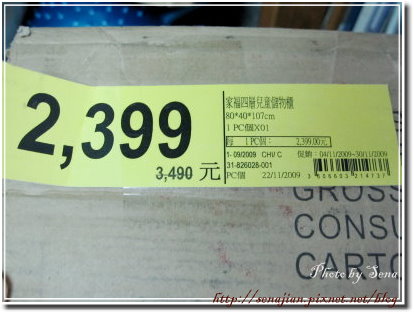 2,399
3,490 元
家福四層兒童儲物櫃
80*40*107cm
1 PC個X01
每 1 PC個： 2,399.00元
1- 09/2009 CHI/ C 促銷：04/11/2009~30/11/2009
31-826028-001
PC個 22/11/2009
GROSS
CONSU
CARTO
Photo by Sena
http://senajian.pixnet.net/blog